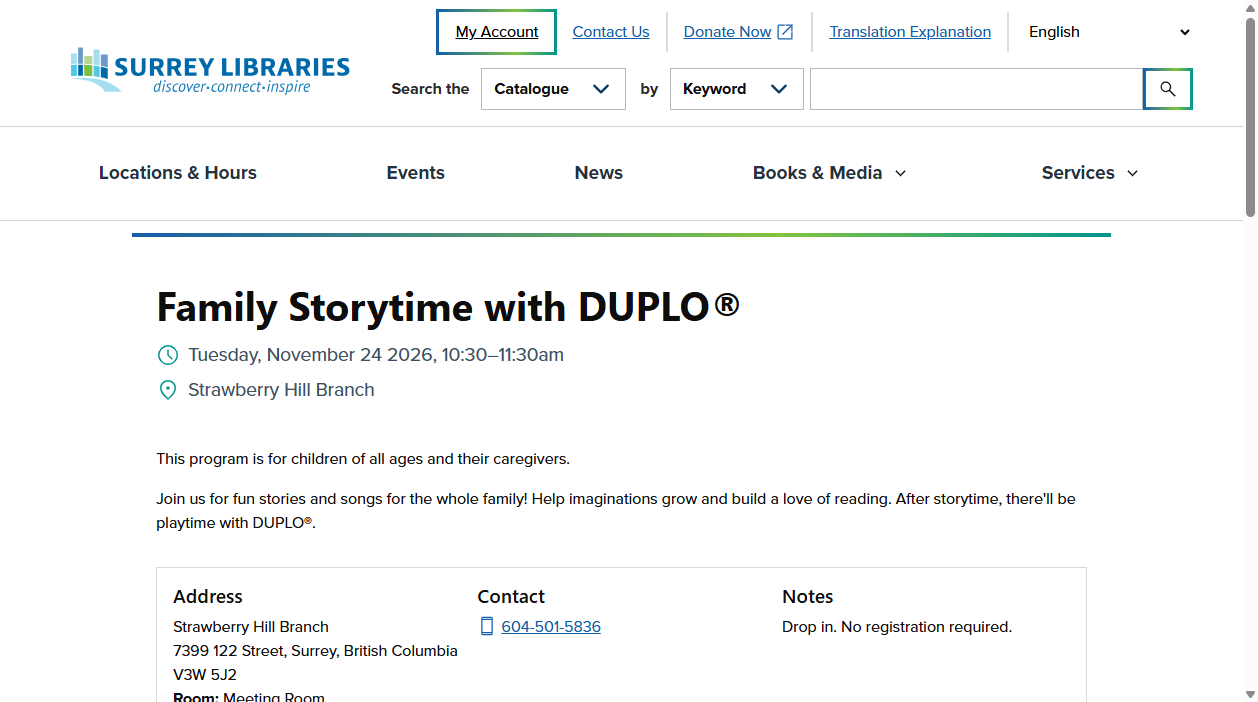 My Account
Contact Us
Donate Now
Translation Explanation
English
SURREY LIBRARIES
discover·connect·inspire
Search the
Catalogue
by
Keyword
Locations & Hours
Events
News
Books & Media
Services
Family Storytime with DUPLO®
Tuesday, November 24 2026, 10:30–11:30am
Strawberry Hill Branch
This program is for children of all ages and their caregivers.
Join us for fun stories and songs for the whole family! Help imaginations grow and build a love of reading. After storytime, there'll be
playtime with DUPLO®.
Address
Strawberry Hill Branch
7399 122 Street, Surrey, British Columbia
V3W 5J2
Room: Meeting Room
Contact
604-501-5836
Notes
Drop in. No registration required.